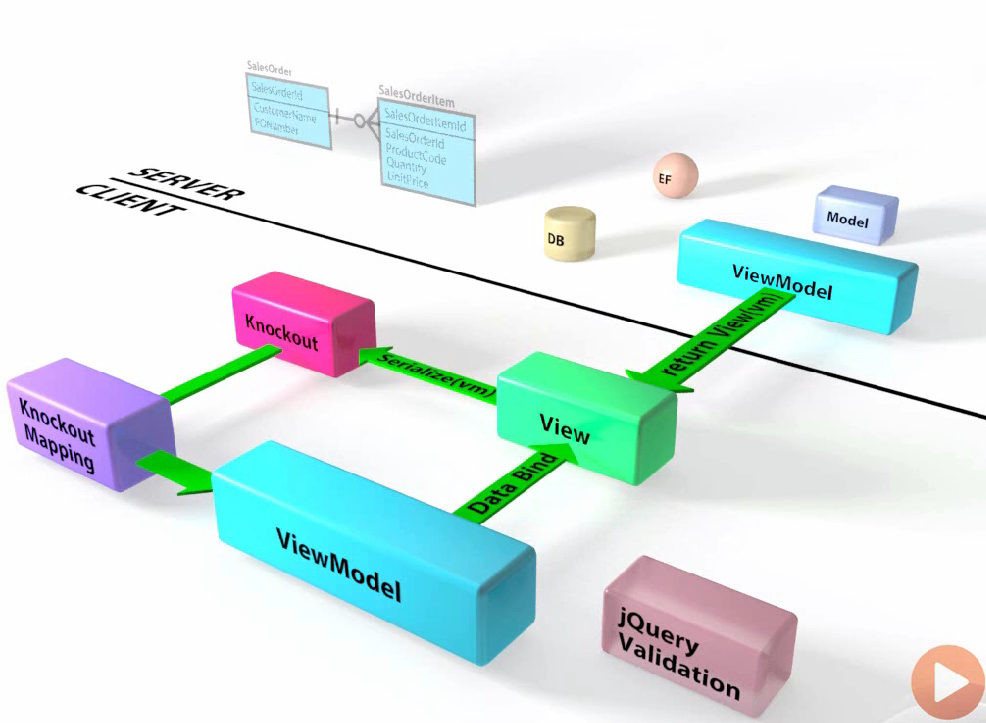 SalesOrder
SalesOrderId
CustomerName
PONumber
SalesOrderItem
SalesOrderItemId
SalesOrderId
ProductCode
Quantity
UnitPrice
SERVER
CLIENT
EF
DB
Model
ViewModel
return View(vm)
Knockout
Serialize(vm)
View
Knockout
Mapping
Data Bind
ViewModel
jQuery
Validation